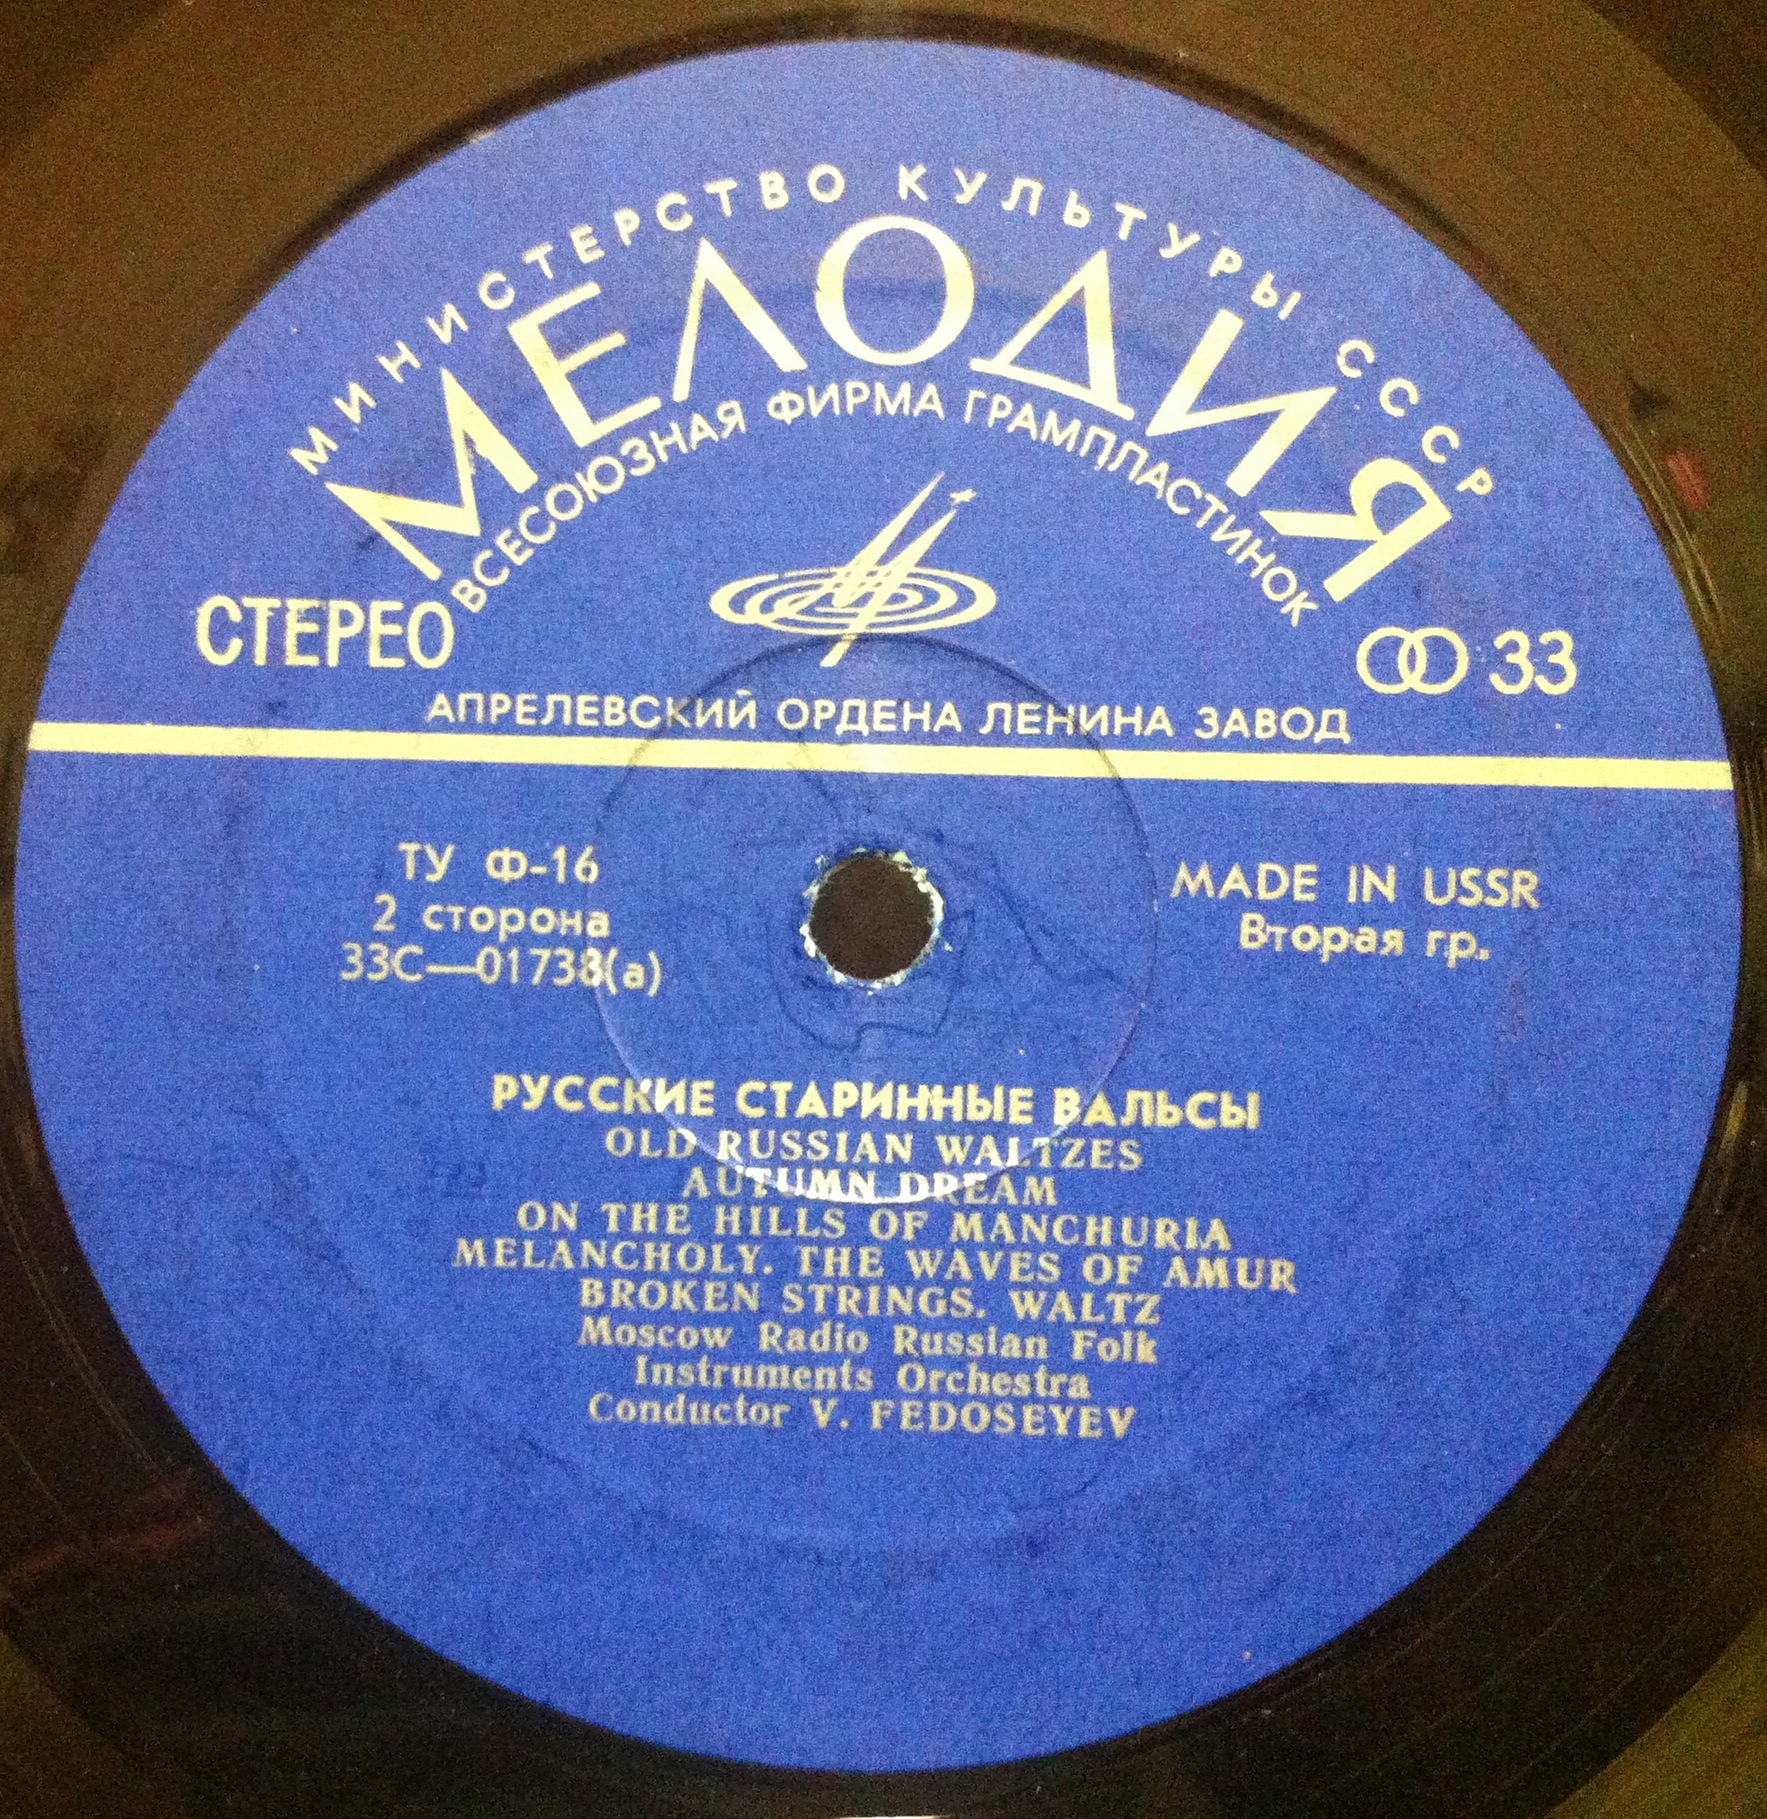 МИНИСТЕРСТВО КУЛЬТУРЫ СССР
МЕЛОДИЯ
ВСЕСОЮЗНАЯ ФИРМА ГРАМПЛАСТИНОК
СТЕРЕО
33
АПРЕЛЕВСКИЙ ОРДЕНА ЛЕНИНА ЗАВОД
ТУ Ф-16
2 сторона
33С—01738(а)
MADE IN USSR
Вторая гр.
РУССКИЕ СТАРИННЫЕ ВАЛЬСЫ
OLD RUSSIAN WALTZES
AUTUMN DREAM
ON THE HILLS OF MANCHURIA
MELANCHOLY. THE WAVES OF AMUR
BROKEN STRINGS. WALTZ
Moscow Radio Russian Folk
Instruments Orchestra
Conductor V. FEDOSEYEV